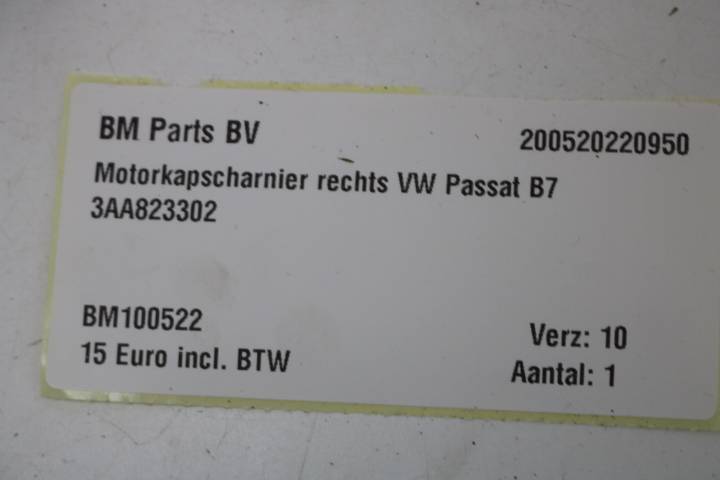 BM Parts BV 200520220950
Motorkapscharnier rechts VW Passat B7
3AA823302
BM100522 Verz: 10
15 Euro incl. BTW Aantal: 1